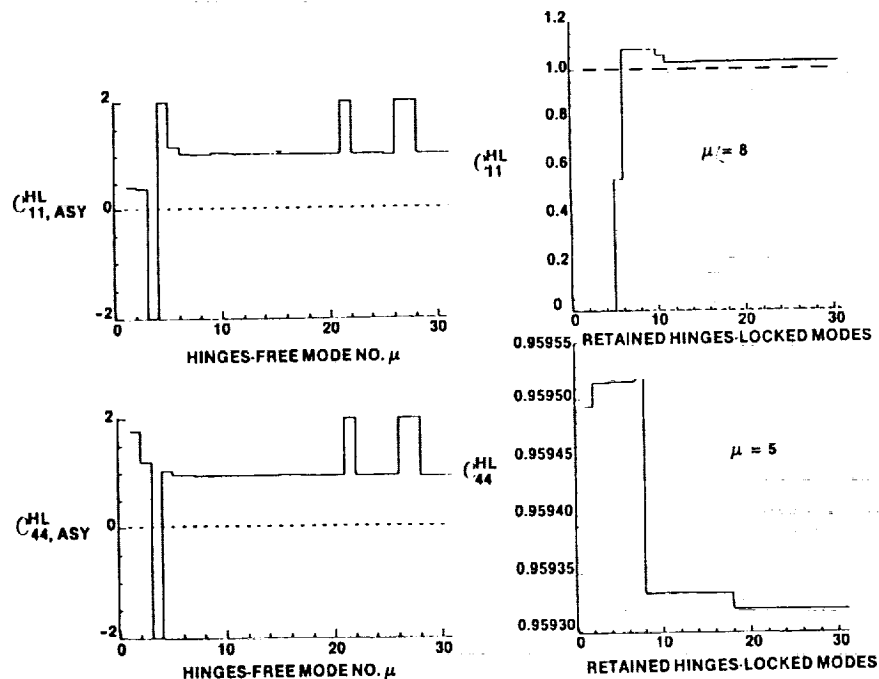 2
0
-2
C^HL_11, ASY
0 10 20 30
HINGES-FREE MODE NO. μ
1.2
1.0
0.8
0.6
0.4
0.2
0
C^HL_11
μ = 8
0 10 20 30
RETAINED HINGES-LOCKED MODES
2
1
0
-2
C^HL_44, ASY
0 10 20 30
HINGES-FREE MODE NO. μ
0.95955
0.95950
0.95945
0.95940
0.95935
0.95930
C^HL_44
μ = 5
0 10 20 30
RETAINED HINGES-LOCKED MODES